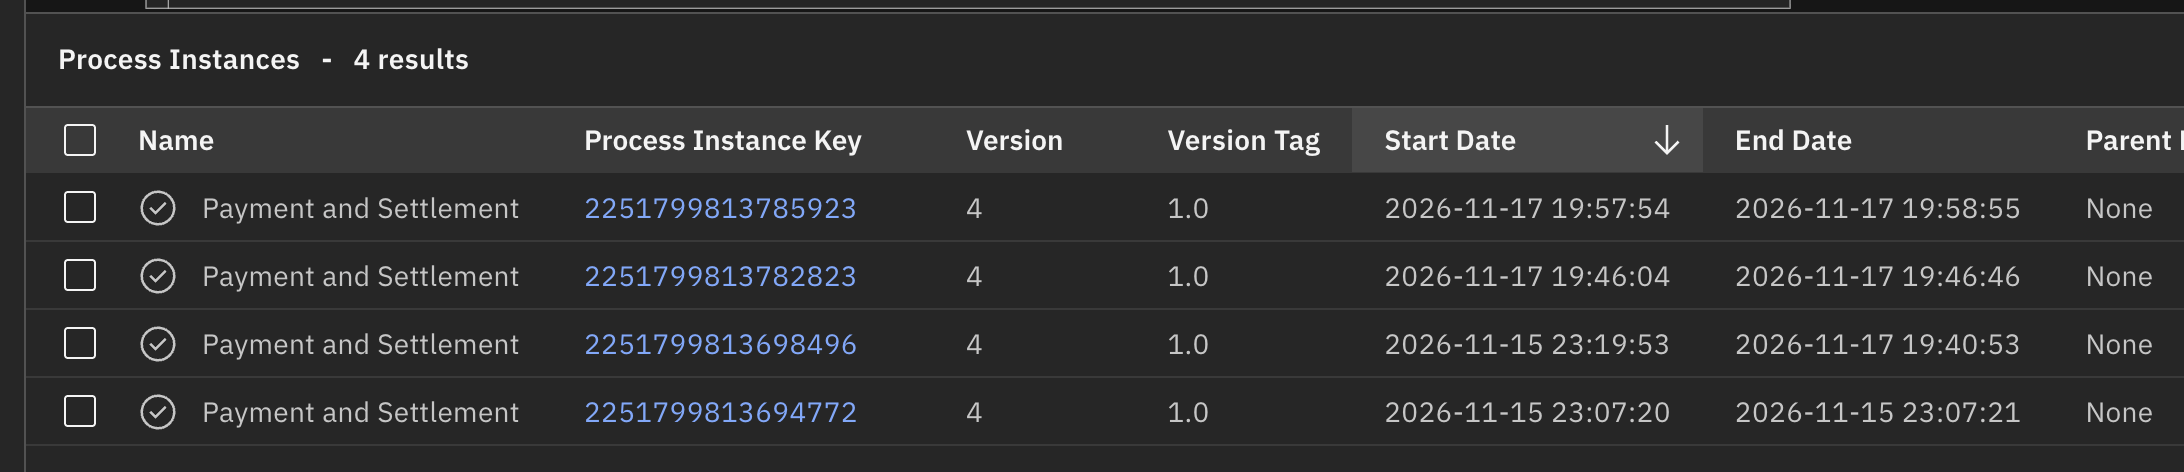 Process Instances - 4 results
Name Process Instance Key Version Version Tag Start Date End Date Parent
Payment and Settlement 2251799813785923 4 1.0 2026-11-17 19:57:54 2026-11-17 19:58:55 None
Payment and Settlement 2251799813782823 4 1.0 2026-11-17 19:46:04 2026-11-17 19:46:46 None
Payment and Settlement 2251799813698496 4 1.0 2026-11-15 23:19:53 2026-11-17 19:40:53 None
Payment and Settlement 2251799813694772 4 1.0 2026-11-15 23:07:20 2026-11-15 23:07:21 None